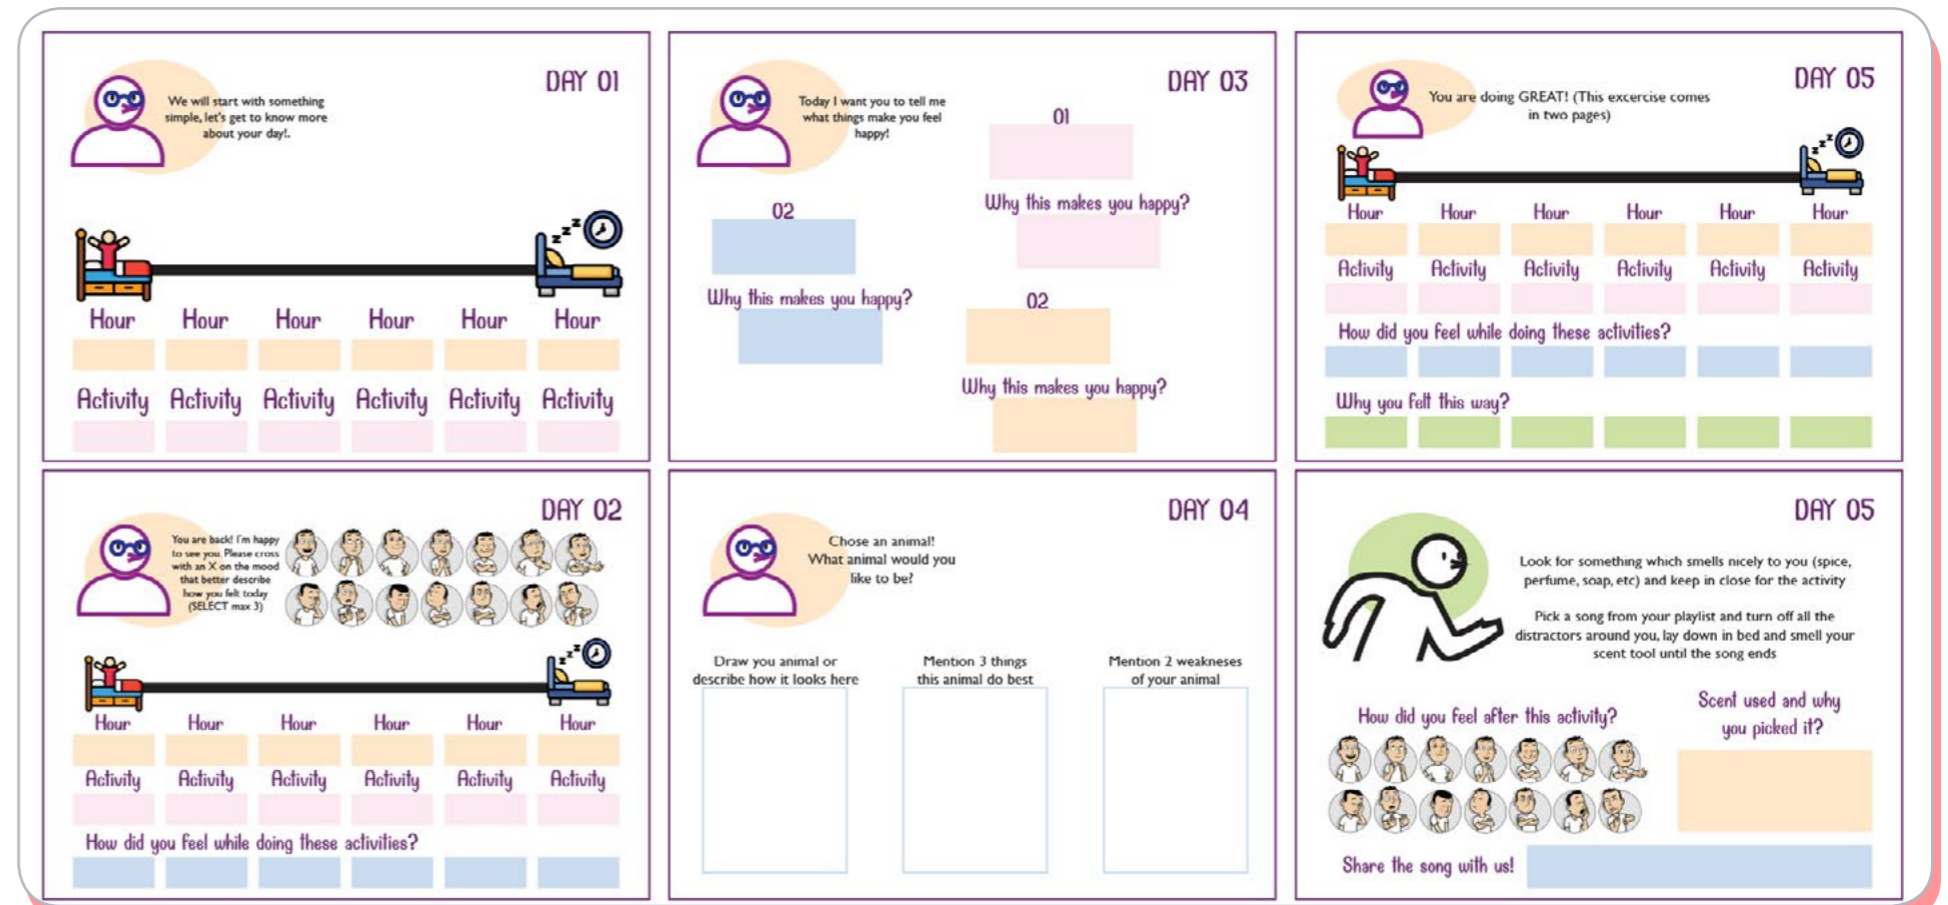 DAY 01
We will start with something
simple, let's get to know more
about your day!.
Hour Hour Hour Hour Hour Hour
Activity Activity Activity Activity Activity Activity
DAY 02
You are back! I'm happy
to see you. Please cross
with an X on the mood
that better describe
how you felt today
(SELECT max 3)
Hour Hour Hour Hour Hour Hour
Activity Activity Activity Activity Activity Activity
How did you feel while doing these activities?
DAY 03
Today I want you to tell me
what things make you feel
happy!
01
Why this makes you happy?
02
Why this makes you happy?
02
Why this makes you happy?
DAY 04
Chose an animal!
What animal would you
like to be?
Draw you animal or
describe how it looks here
Mention 3 things
this animal do best
Mention 2 weakneses
of your animal
DAY 05
You are doing GREAT! (This excercise comes
in two pages)
Hour Hour Hour Hour Hour Hour
Activity Activity Activity Activity Activity Activity
How did you feel while doing these activities?
Why you felt this way?
DAY 05
Look for something which smells nicely to you (spice,
perfume, soap, etc) and keep in close for the activity
Pick a song from your playlist and turn off all the
distractors around you, lay down in bed and smell your
scent tool until the song ends
How did you feel after this activity?
Scent used and why
you picked it?
Share the song with us!